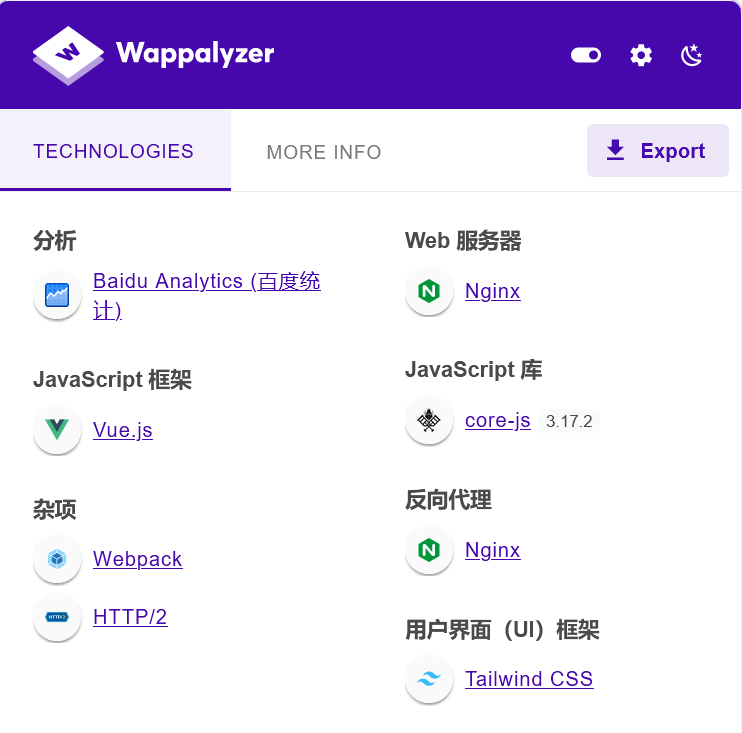 Wappalyzer
TECHNOLOGIES
MORE INFO
Export
分析
Baidu Analytics (百度统
计)
JavaScript 框架
Vue.js
杂项
Webpack
HTTP/2
HTTP/2
Web 服务器
Nginx
JavaScript 库
core-js 3.17.2
反向代理
Nginx
用户界面（UI）框架
Tailwind CSS